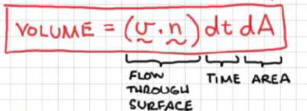 VOLUME = (v · n) dt dA
FLOW THROUGH SURFACE
TIME
AREA